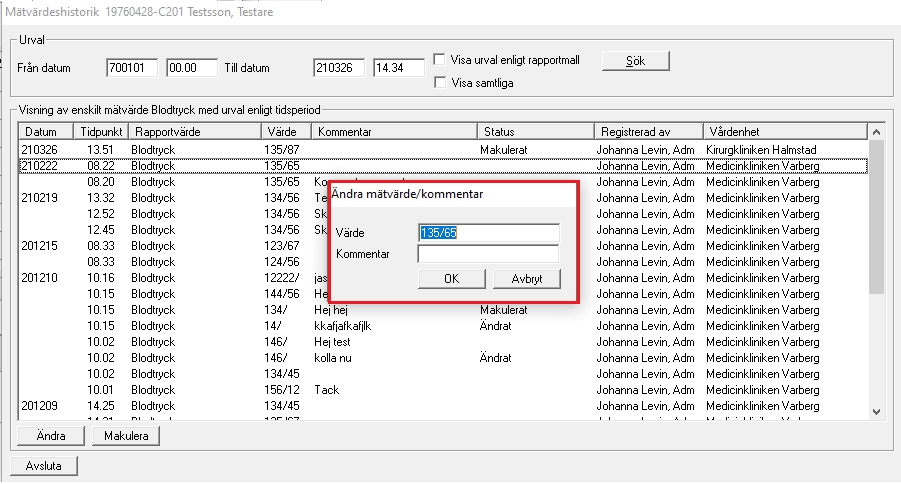 Mätvärdeshistorik 19760428-C201 Testsson, Testare
Urval
Från datum 700101 00.00 Till datum 210326 14.34 Visa urval enligt rapportmall Sök
Visa samtliga
Visning av enskilt mätvärde Blodtryck med urval enligt tidsperiod
Datum Tidpunkt Rapportvärde Värde Kommentar Status Registrerad av Vårdenhet
210326 13.51 Blodtryck 135/87 Makulerat Johanna Levin, Adm Kirurgkliniken Halmstad
210222 08.22 Blodtryck 135/65 Johanna Levin, Adm Medicinkliniken Varberg
08.20 Blodtryck 135/65 Johanna Levin, Adm Medicinkliniken Varberg
210219 13.32 Blodtryck 134/56 Te Johanna Levin, Adm Medicinkliniken Varberg
12.52 Blodtryck 134/56 Sk Johanna Levin, Adm Medicinkliniken Varberg
12.45 Blodtryck 134/56 Sk Johanna Levin, Adm Medicinkliniken Varberg
201215 08.33 Blodtryck 123/67 Johanna Levin, Adm Medicinkliniken Varberg
08.33 Blodtryck 124/56 Johanna Levin, Adm Medicinkliniken Varberg
201210 10.16 Blodtryck 12222/ jas Johanna Levin, Adm Medicinkliniken Varberg
10.15 Blodtryck 144/56 He Johanna Levin, Adm Medicinkliniken Varberg
10.15 Blodtryck 134/ Hej hej Makulerat Johanna Levin, Adm Medicinkliniken Varberg
10.15 Blodtryck 14/ kkafjafkafjlk Ändrat Johanna Levin, Adm Medicinkliniken Varberg
10.02 Blodtryck 146/ Hej test Johanna Levin, Adm Medicinkliniken Varberg
10.02 Blodtryck 146/ kolla nu Ändrat Johanna Levin, Adm Medicinkliniken Varberg
10.02 Blodtryck 134/45 Johanna Levin, Adm Medicinkliniken Varberg
10.01 Blodtryck 156/12 Tack Johanna Levin, Adm Medicinkliniken Varberg
201209 14.25 Blodtryck 134/45 Johanna Levin, Adm Medicinkliniken Varberg
Ändra mätvärde/kommentar
Värde 135/65
Kommentar
OK Avbryt
Ändra Makulera
Avsluta